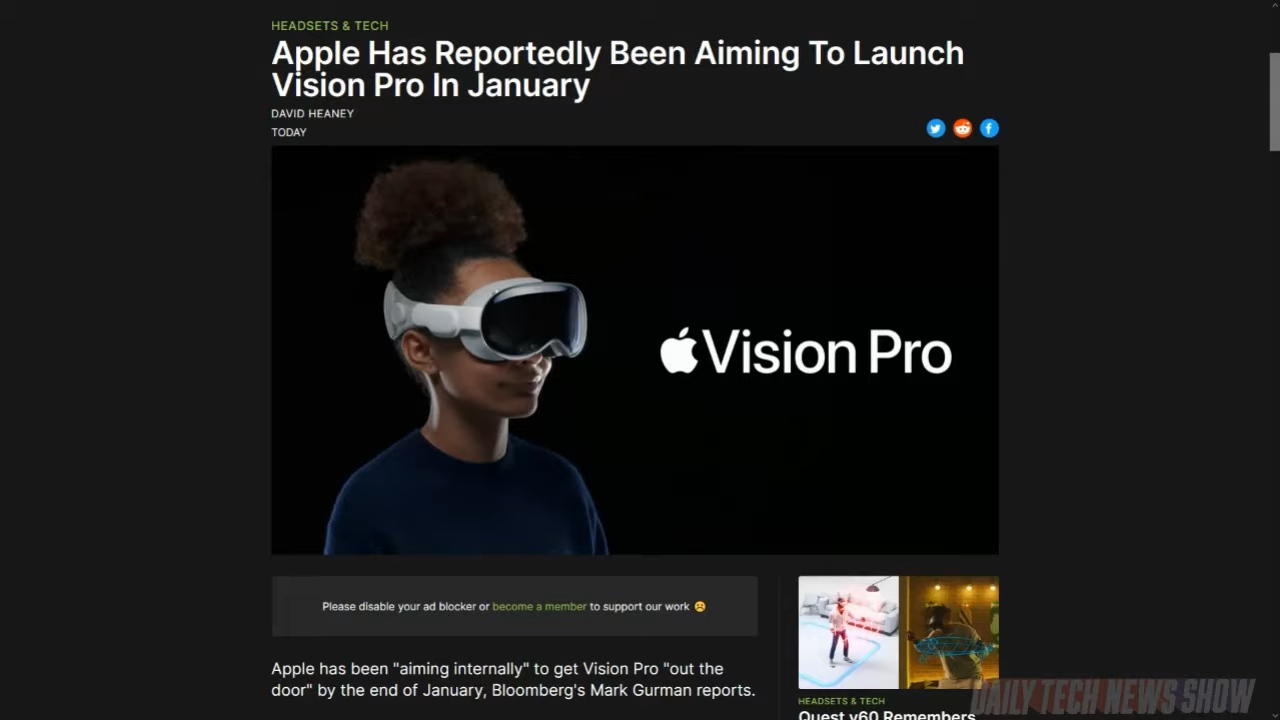 HEADSETS & TECH
Apple Has Reportedly Been Aiming To Launch
Vision Pro In January
DAVID HEANEY
TODAY
Vision Pro
Please disable your ad blocker or become a member to support our work
Apple has been "aiming internally" to get Vision Pro "out the
door" by the end of January, Bloomberg's Mark Gurman reports.
HEADSETS & TECH
Quest v60 Remembers
DAILY TECH NEWS SHOW